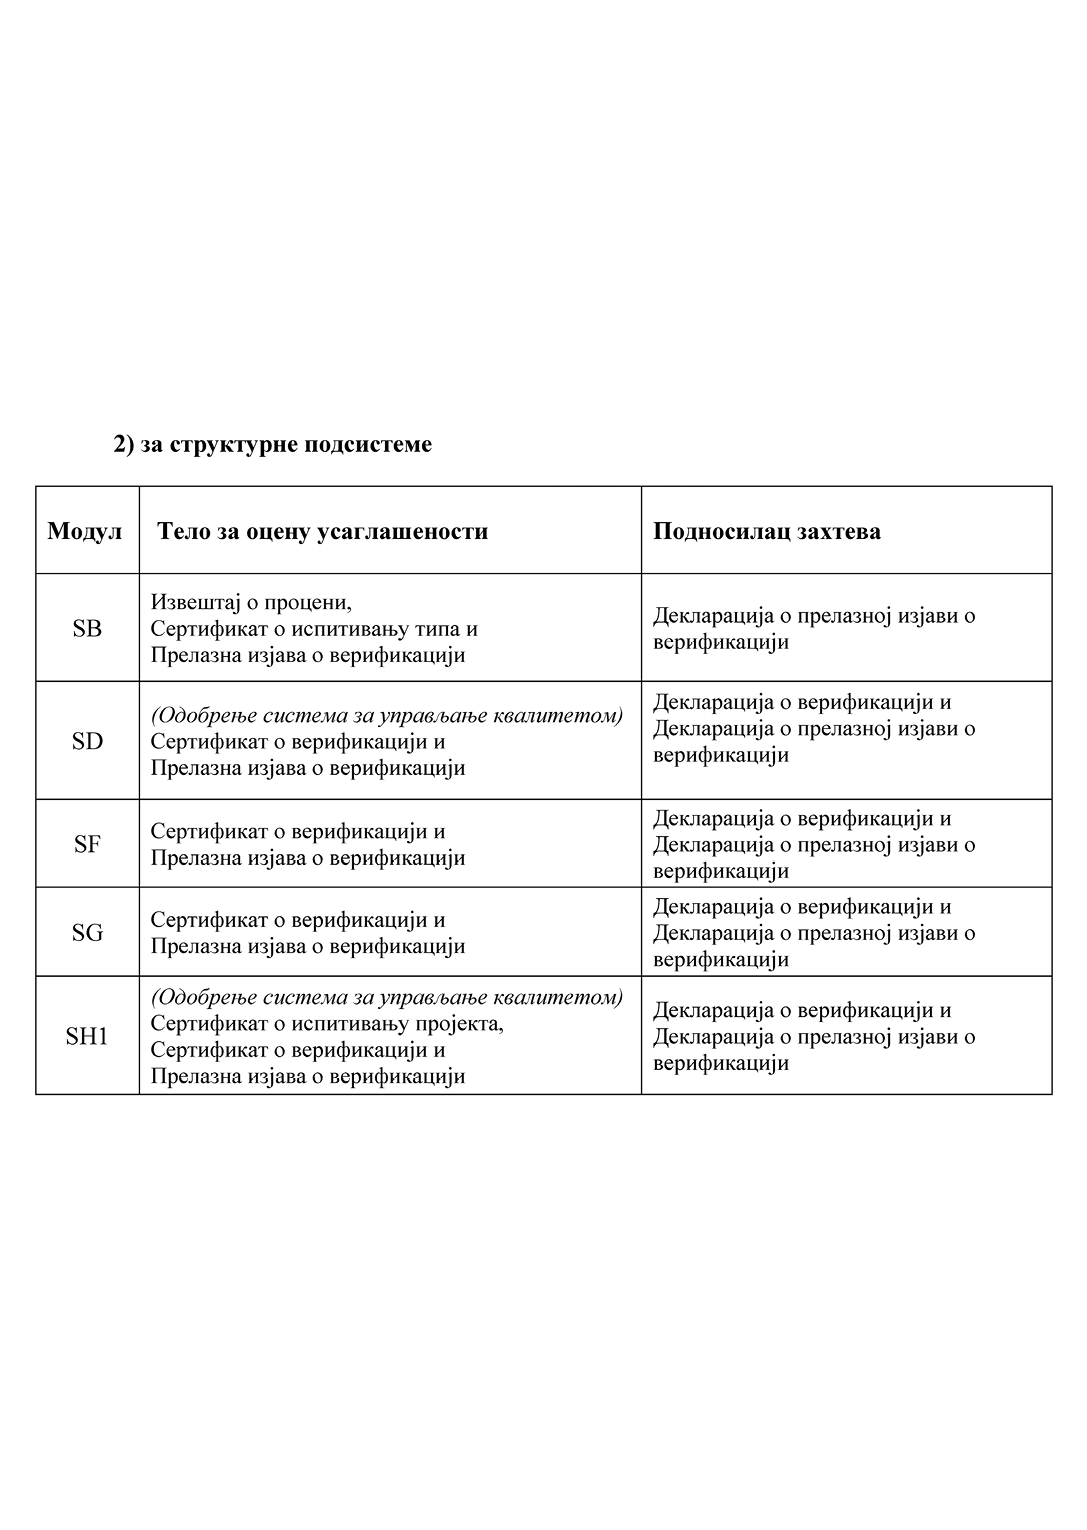 2) за структурне подсистеме
Модул
Тело за оцену усаглашености
Подносилац захтева
SB
Извештај о процени,
Сертификат о испитивању типа и
Прелазна изјава о верификацији
Декларација о прелазној изјави о
верификацији
SD
(Одобрење система за управљање квалитетом)
Сертификат о верификацији и
Прелазна изјава о верификацији
Декларација о верификацији и
Декларација о прелазној изјави о
верификацији
SF
Сертификат о верификацији и
Прелазна изјава о верификацији
Декларација о верификацији и
Декларација о прелазној изјави о
верификацији
SG
Сертификат о верификацији и
Прелазна изјава о верификацији
Декларација о верификацији и
Декларација о прелазној изјави о
верификацији
SH1
(Одобрење система за управљање квалитетом)
Сертификат о испитивању пројекта,
Сертификат о верификацији и
Прелазна изјава о верификацији
Декларација о верификацији и
Декларација о прелазној изјави о
верификацији